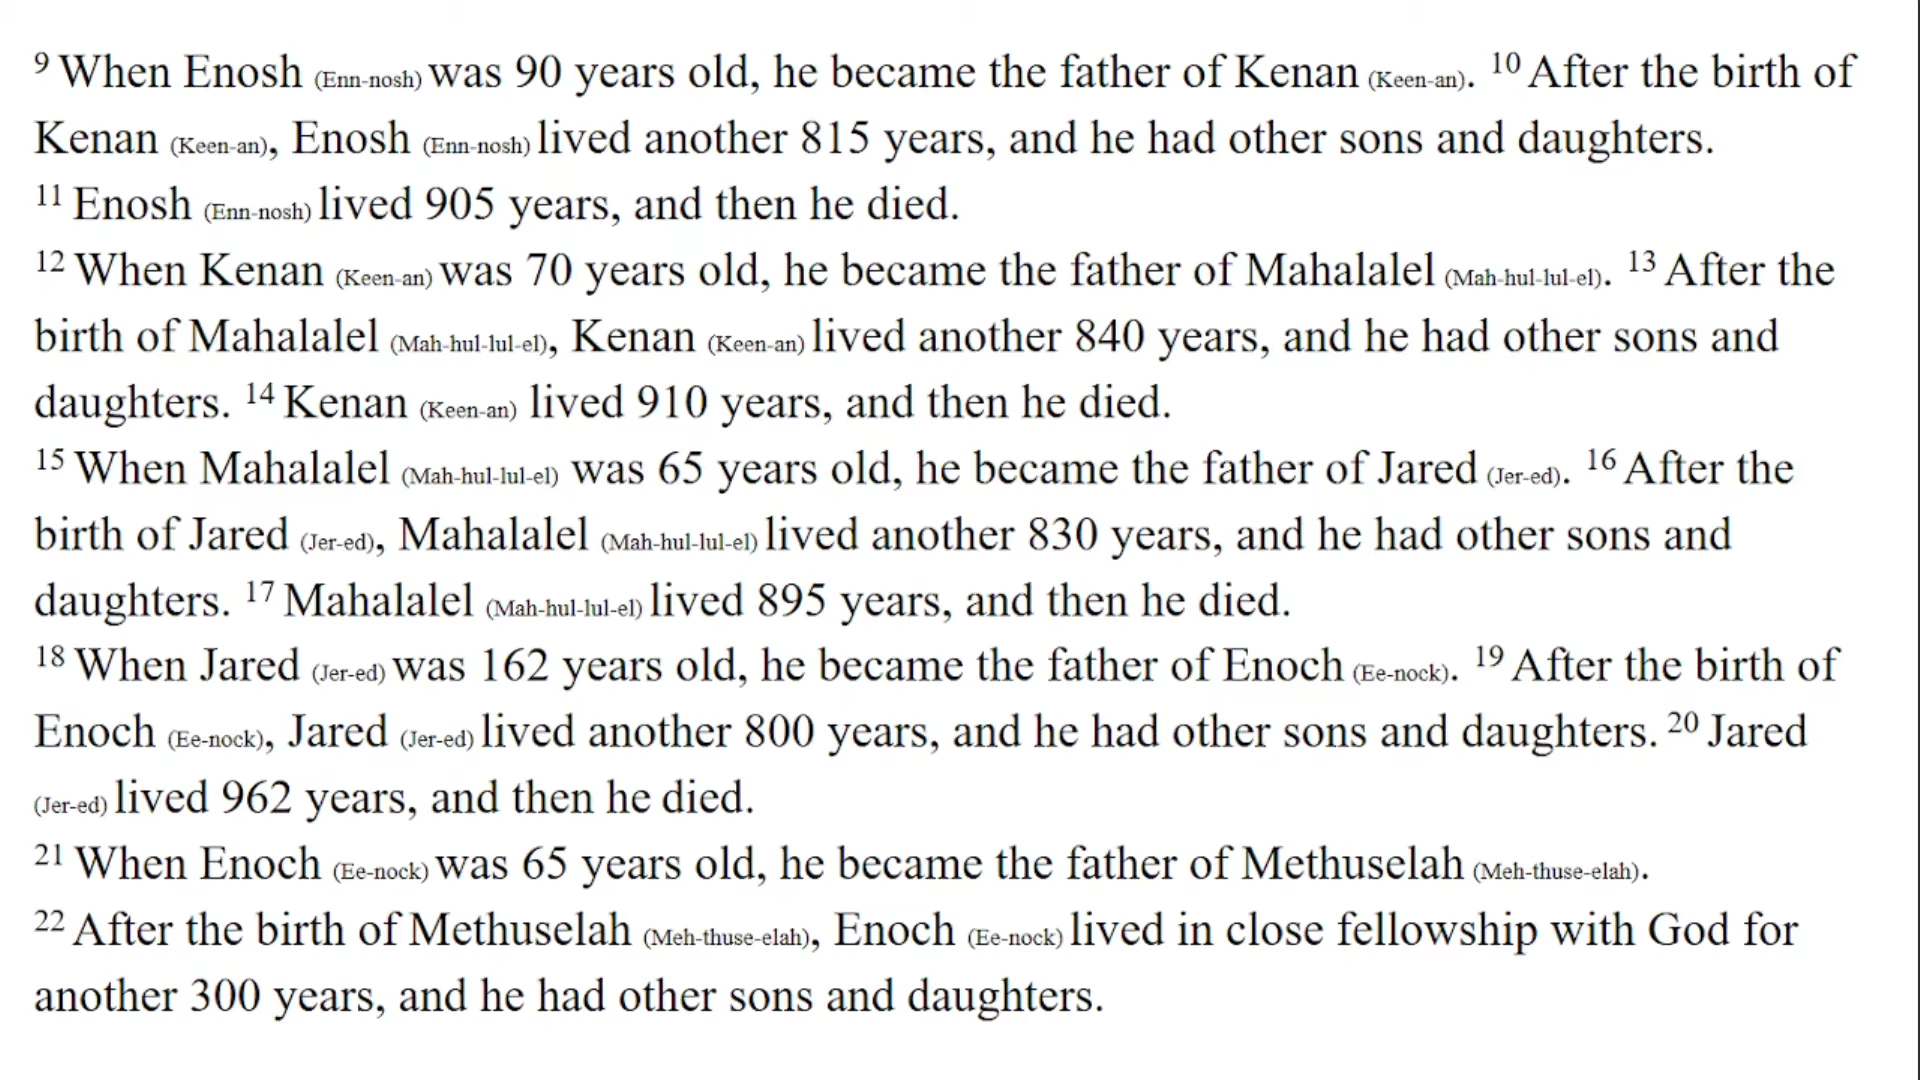 9 When Enosh (Enn-nosh) was 90 years old, he became the father of Kenan (Keen-an). 10 After the birth of
Kenan (Keen-an), Enosh (Enn-nosh) lived another 815 years, and he had other sons and daughters.
11 Enosh (Enn-nosh) lived 905 years, and then he died.
12 When Kenan (Keen-an) was 70 years old, he became the father of Mahalalel (Mah-hul-lul-el). 13 After the
birth of Mahalalel (Mah-hul-lul-el), Kenan (Keen-an) lived another 840 years, and he had other sons and
daughters. 14 Kenan (Keen-an) lived 910 years, and then he died.
15 When Mahalalel (Mah-hul-lul-el) was 65 years old, he became the father of Jared (Jer-ed). 16 After the
birth of Jared (Jer-ed), Mahalalel (Mah-hul-lul-el) lived another 830 years, and he had other sons and
daughters. 17 Mahalalel (Mah-hul-lul-el) lived 895 years, and then he died.
18 When Jared (Jer-ed) was 162 years old, he became the father of Enoch (Ee-nock). 19 After the birth of
Enoch (Ee-nock), Jared (Jer-ed) lived another 800 years, and he had other sons and daughters. 20 Jared
(Jer-ed) lived 962 years, and then he died.
21 When Enoch (Ee-nock) was 65 years old, he became the father of Methuselah (Meh-thuse-elah).
22 After the birth of Methuselah (Meh-thuse-elah), Enoch (Ee-nock) lived in close fellowship with God for
another 300 years, and he had other sons and daughters.